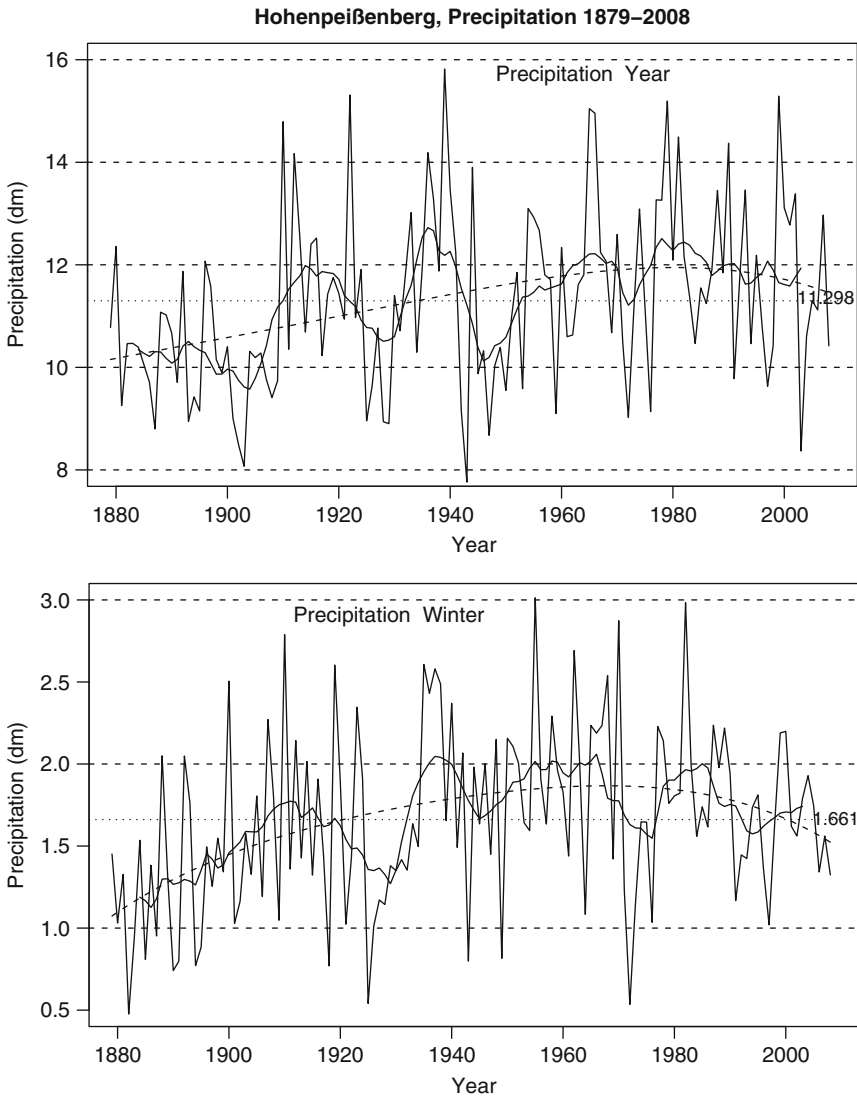 Hohenpeißenberg, Precipitation 1879–2008
Precipitation Year
Precipitation (dm)
16
14
12
10
8
11.298
1880 1900 1920 1940 1960 1980 2000
Year
Precipitation Winter
Precipitation (dm)
3.0
2.5
2.0
1.5
1.0
0.5
1.661
1880 1900 1920 1940 1960 1980 2000
Year